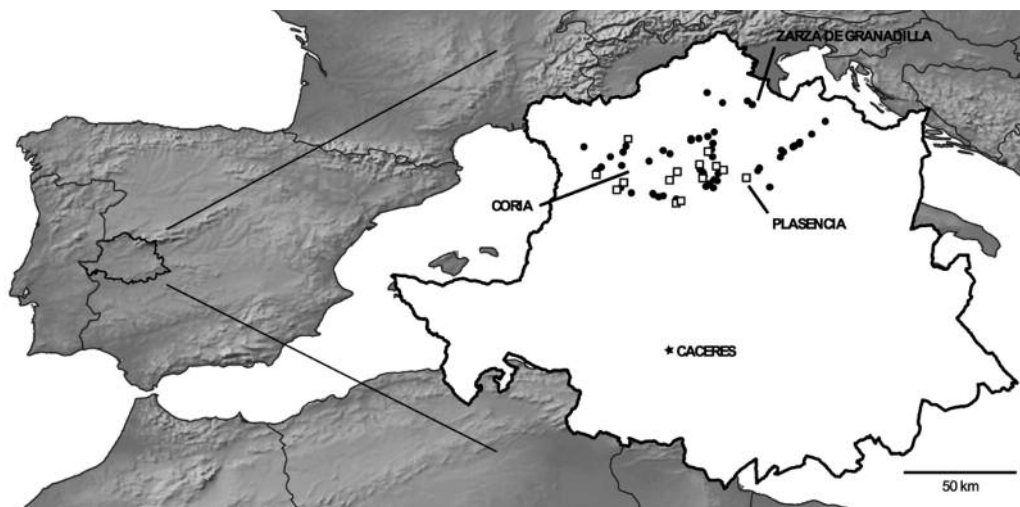 ZARZA DE GRANADILLA
CORIA
PLASENCIA
CACERES
50 km